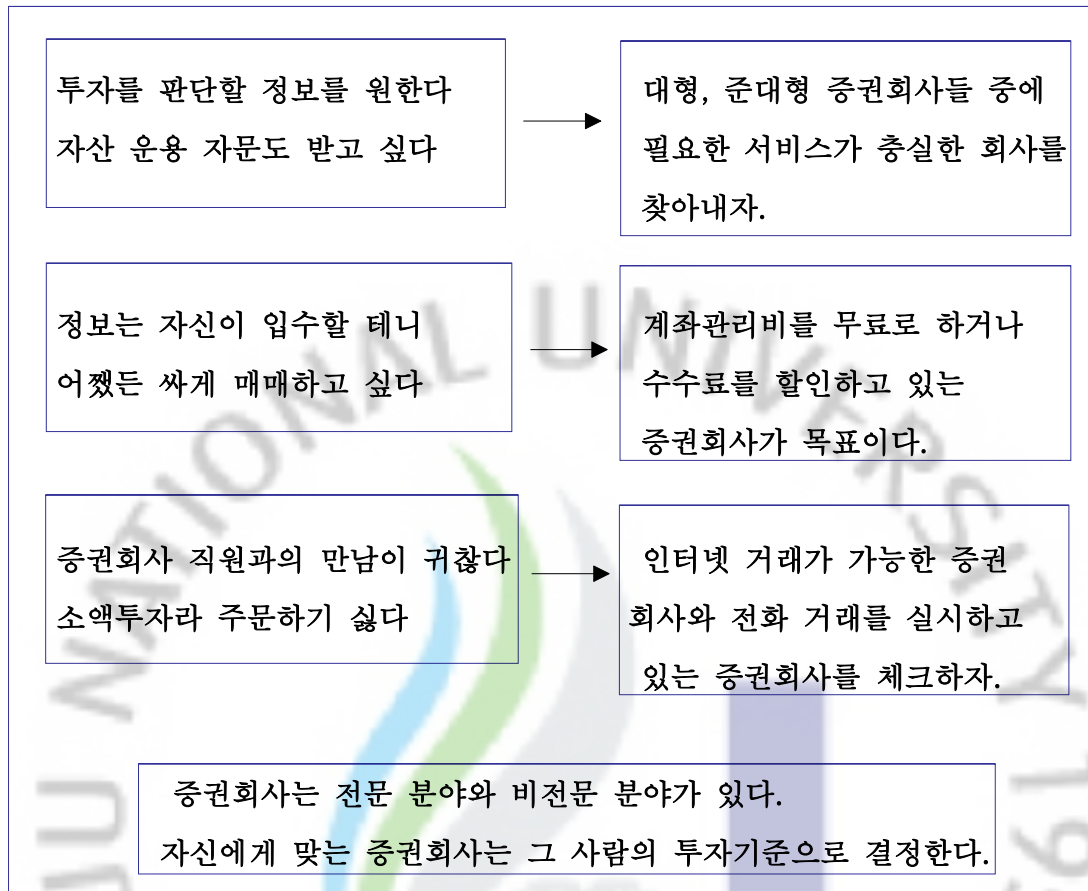 투자를 판단할 정보를 원한다
자산 운용 자문도 받고 싶다
대형, 준대형 증권회사들 중에
필요한 서비스가 충실한 회사를
찾아내자.
정보는 자신이 입수할 테니
어쨌든 싸게 매매하고 싶다
계좌관리비를 무료로 하거나
수수료를 할인하고 있는
증권회사가 목표이다.
증권회사 직원과의 만남이 귀찮다
소액투자라 주문하기 싫다
인터넷 거래가 가능한 증권
회사와 전화 거래를 실시하고
있는 증권회사를 체크하자.
증권회사는 전문 분야와 비전문 분야가 있다.
자신에게 맞는 증권회사는 그 사람의 투자기준으로 결정한다.
NATIONAL UNIVERSITY